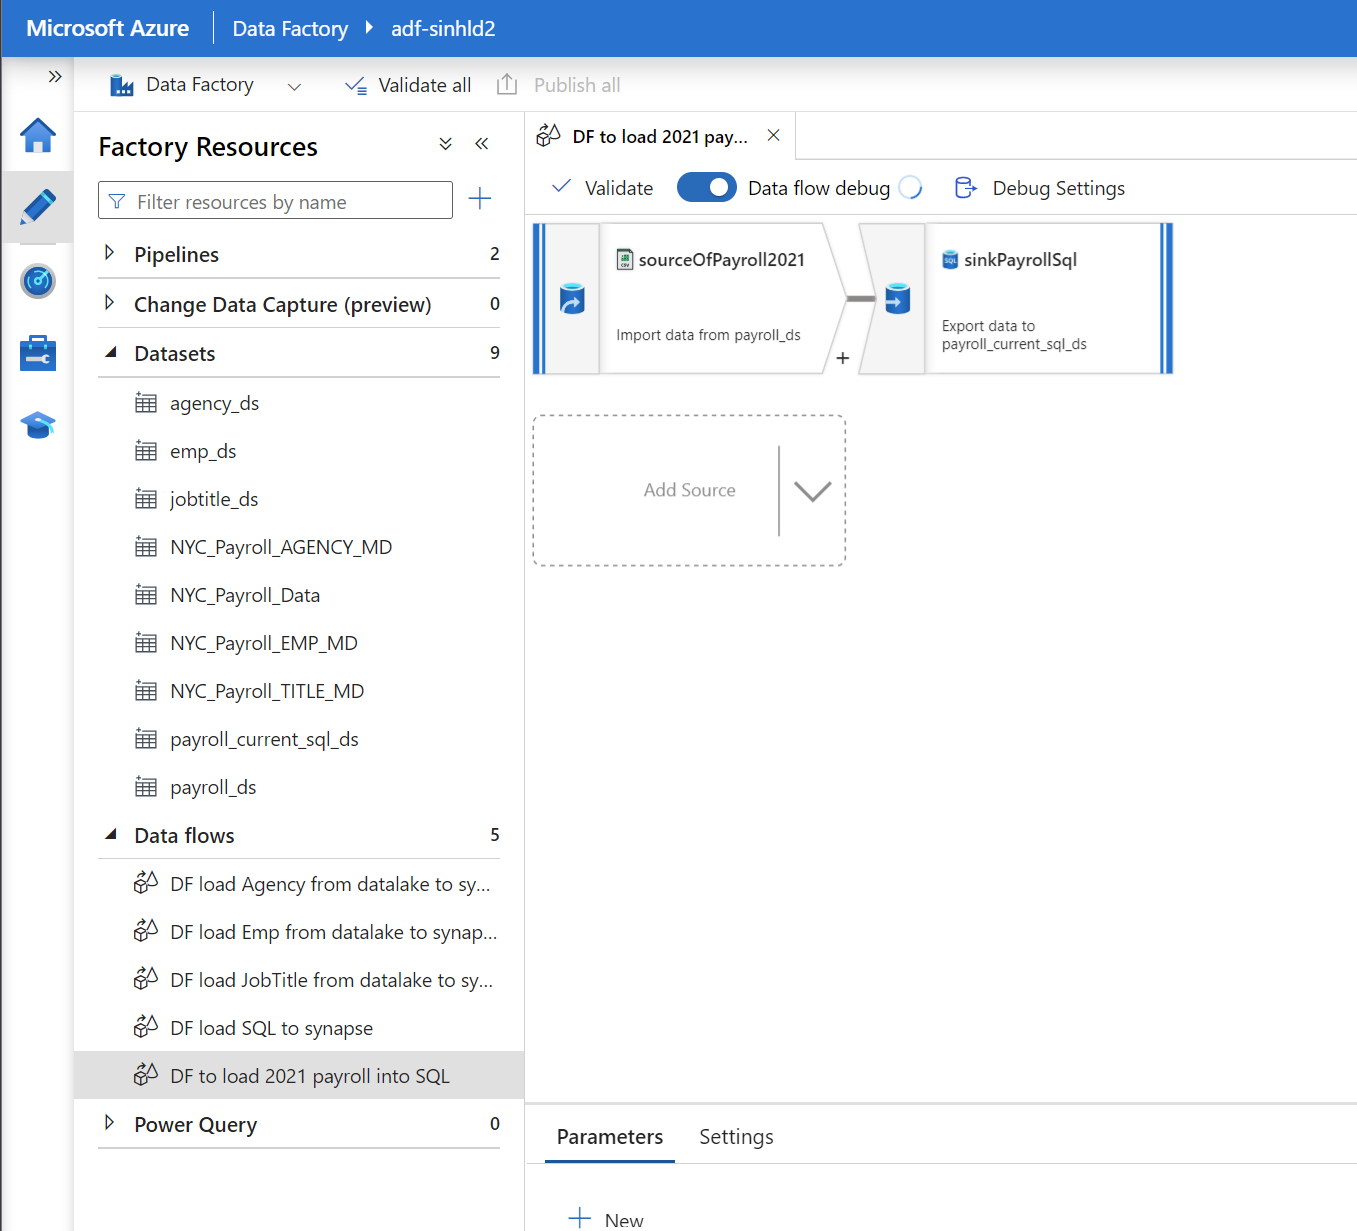 Microsoft Azure
Data Factory
adf-sinhld2
Data Factory
Validate all
Publish all
Factory Resources
Filter resources by name
Pipelines 2
Change Data Capture (preview) 0
Datasets 9
agency_ds
emp_ds
jobtitle_ds
NYC_Payroll_AGENCY_MD
NYC_Payroll_Data
NYC_Payroll_EMP_MD
NYC_Payroll_TITLE_MD
payroll_current_sql_ds
payroll_ds
Data flows 5
DF load Agency from datalake to sy...
DF load Emp from datalake to synap...
DF load JobTitle from datalake to sy...
DF load SQL to synapse
DF to load 2021 payroll into SQL
Power Query 0
DF to load 2021 pay...
Validate
Data flow debug
Debug Settings
CSV
sourceOfPayroll2021
Import data from payroll_ds
+
SQL
sinkPayrollSql
Export data to
payroll_current_sql_ds
Add Source
Parameters
Settings
New